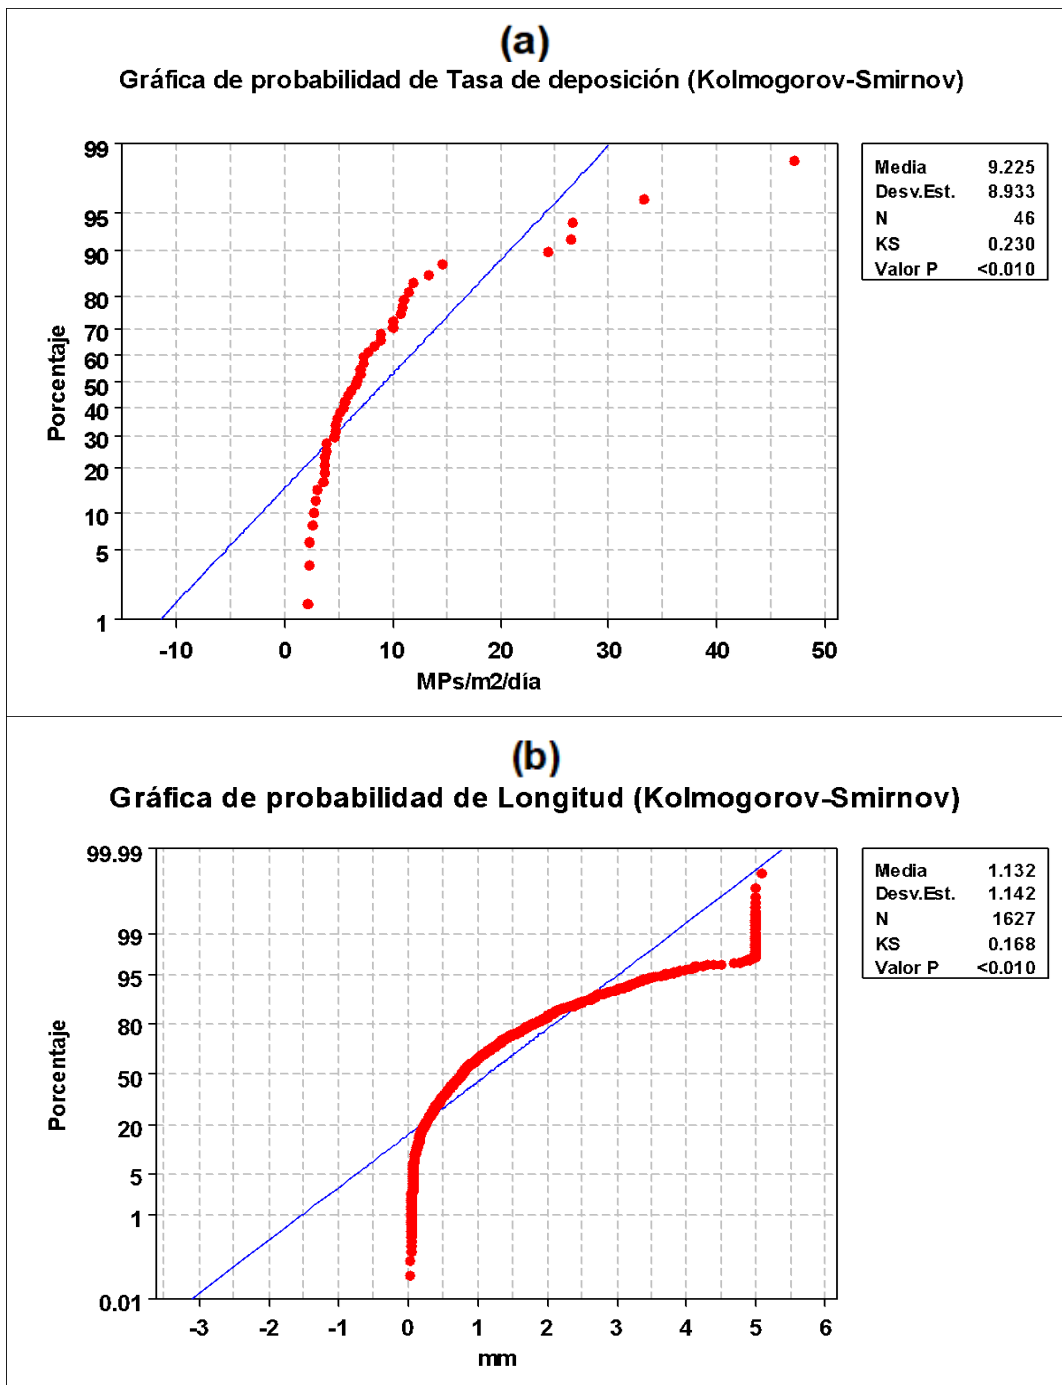 (a)
Gráfica de probabilidad de Tasa de deposición (Kolmogorov-Smirnov)
99
95
90
80
70
60
50
40
30
20
10
5
1
Porcentaje
-10 0 10 20 30 40 50
MPs/m2/día
Media 9.225
Desv.Est. 8.933
N 46
KS 0.230
Valor P <0.010
(b)
Gráfica de probabilidad de Longitud (Kolmogorov-Smirnov)
99.99
99
95
80
50
20
5
1
0.01
Porcentaje
-3 -2 -1 0 1 2 3 4 5 6
mm
Media 1.132
Desv.Est. 1.142
N 1627
KS 0.168
Valor P <0.010